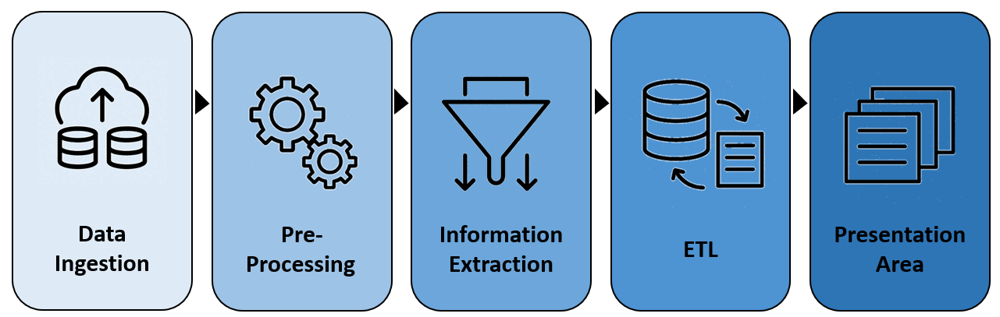 Data
Ingestion
Pre-
Processing
Information
Extraction
ETL
Presentation
Area